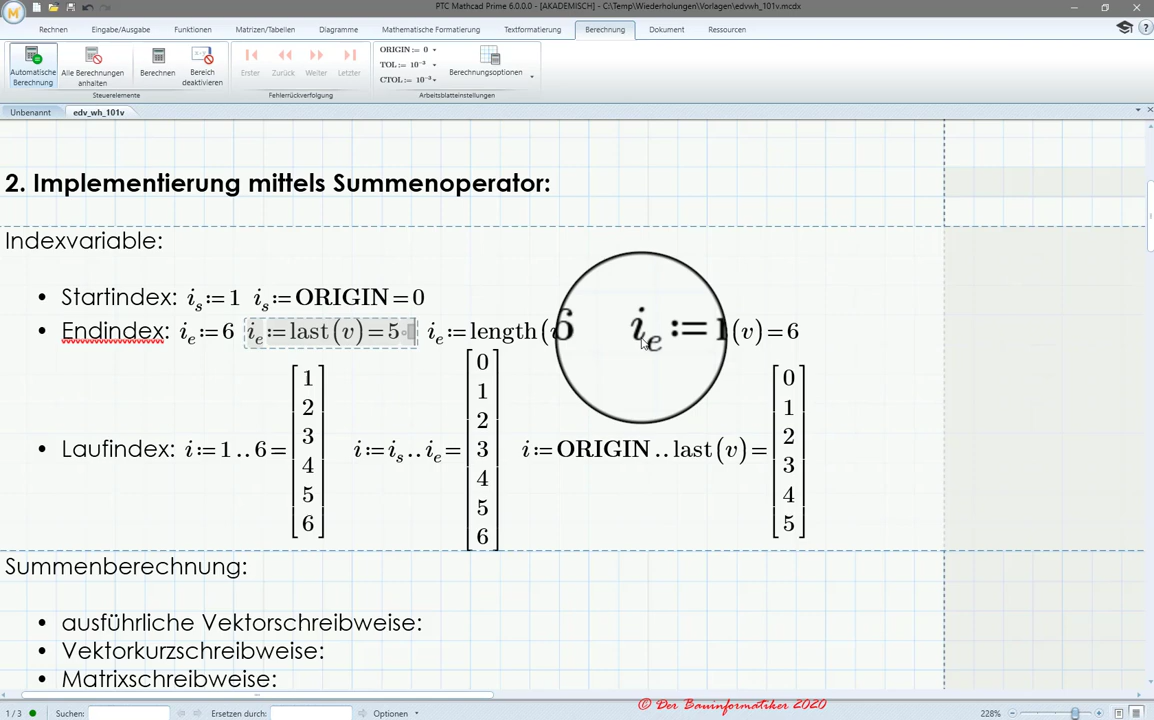 PTC Mathcad Prime 6.0.0.0 - [AKADEMISCH] - C:\Temp\Wiederholungen\Vorlagen\edvwh_101v.mcdx
Rechnen Eingabe/Ausgabe Funktionen Matrizen/Tabellen Diagramme Mathematische Formatierung Textformatierung Berechnung Dokument Ressourcen
Automatische Berechnung
Alle Berechnungen anhalten
Berechnen
Bereich deaktivieren
Erster Zurück Weiter Letzter
ORIGIN:= 0
TOL:= 10⁻³
CTOL:= 10⁻³
Berechnungsoptionen
Steuerelemente Fehlerrückverfolgung Arbeitsblatteinstellungen
Unbenannt edv_wh_101v
2. Implementierung mittels Summenoperator:
Indexvariable:
• Startindex: iₛ:=1 iₛ:=ORIGIN=0
• Endindex: iₑ:=6 iₑ:=last(v)=5 iₑ:=length( 6 iₑ:=1(v)=6
• Laufindex: i:=1..6= [1 2 3 4 5 6] i:=iₛ..iₑ= [0 1 2 3 4 5 6] i:=ORIGIN..last(v)= [0 1 2 3 4 5]
Summenberechnung:
• ausführliche Vektorschreibweise:
• Vektorkurzschreibweise:
• Matrixschreibweise:
© Der Bauinformatiker 2020
1 / 3 Suchen: Ersetzen durch: Optionen 228%